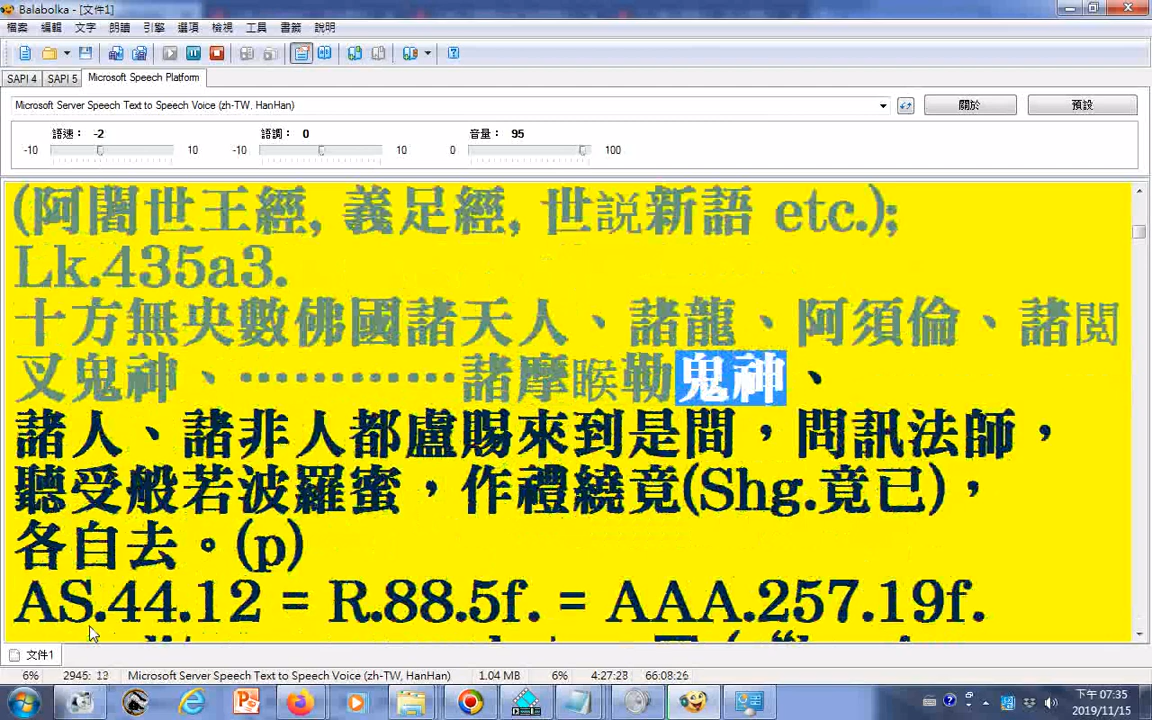 Balabolka - [文件1]
檔案 編輯 文字 朗讀 引擎 選項 檢視 工具 書籤 說明
SAPI 4 SAPI 5 Microsoft Speech Platform
Microsoft Server Speech Text to Speech Voice (zh-TW, HanHan) 關於 預設
語速： -2 語調： 0 音量： 95
-10 10 -10 10 0 100
(阿闍世王經, 義足經, 世説新語 etc.);
Lk.435a3.
十方無央數佛國諸天人、諸龍、阿須倫、諸閲
叉鬼神、…………諸摩睺勒鬼神、
諸人、諸非人都盧賜來到是間，問訊法師，
聽受般若波羅蜜，作禮繞竟(Shg.竟已)，
各自去。(p)
AS.44.12 = R.88.5f. = AAA.257.19f.
文件1
6% 2945: 13 Microsoft Server Speech Text to Speech Voice (zh-TW, HanHan) 1.04 MB 6% 4:27:28 66:08:26
下午 07:35
2019/11/15